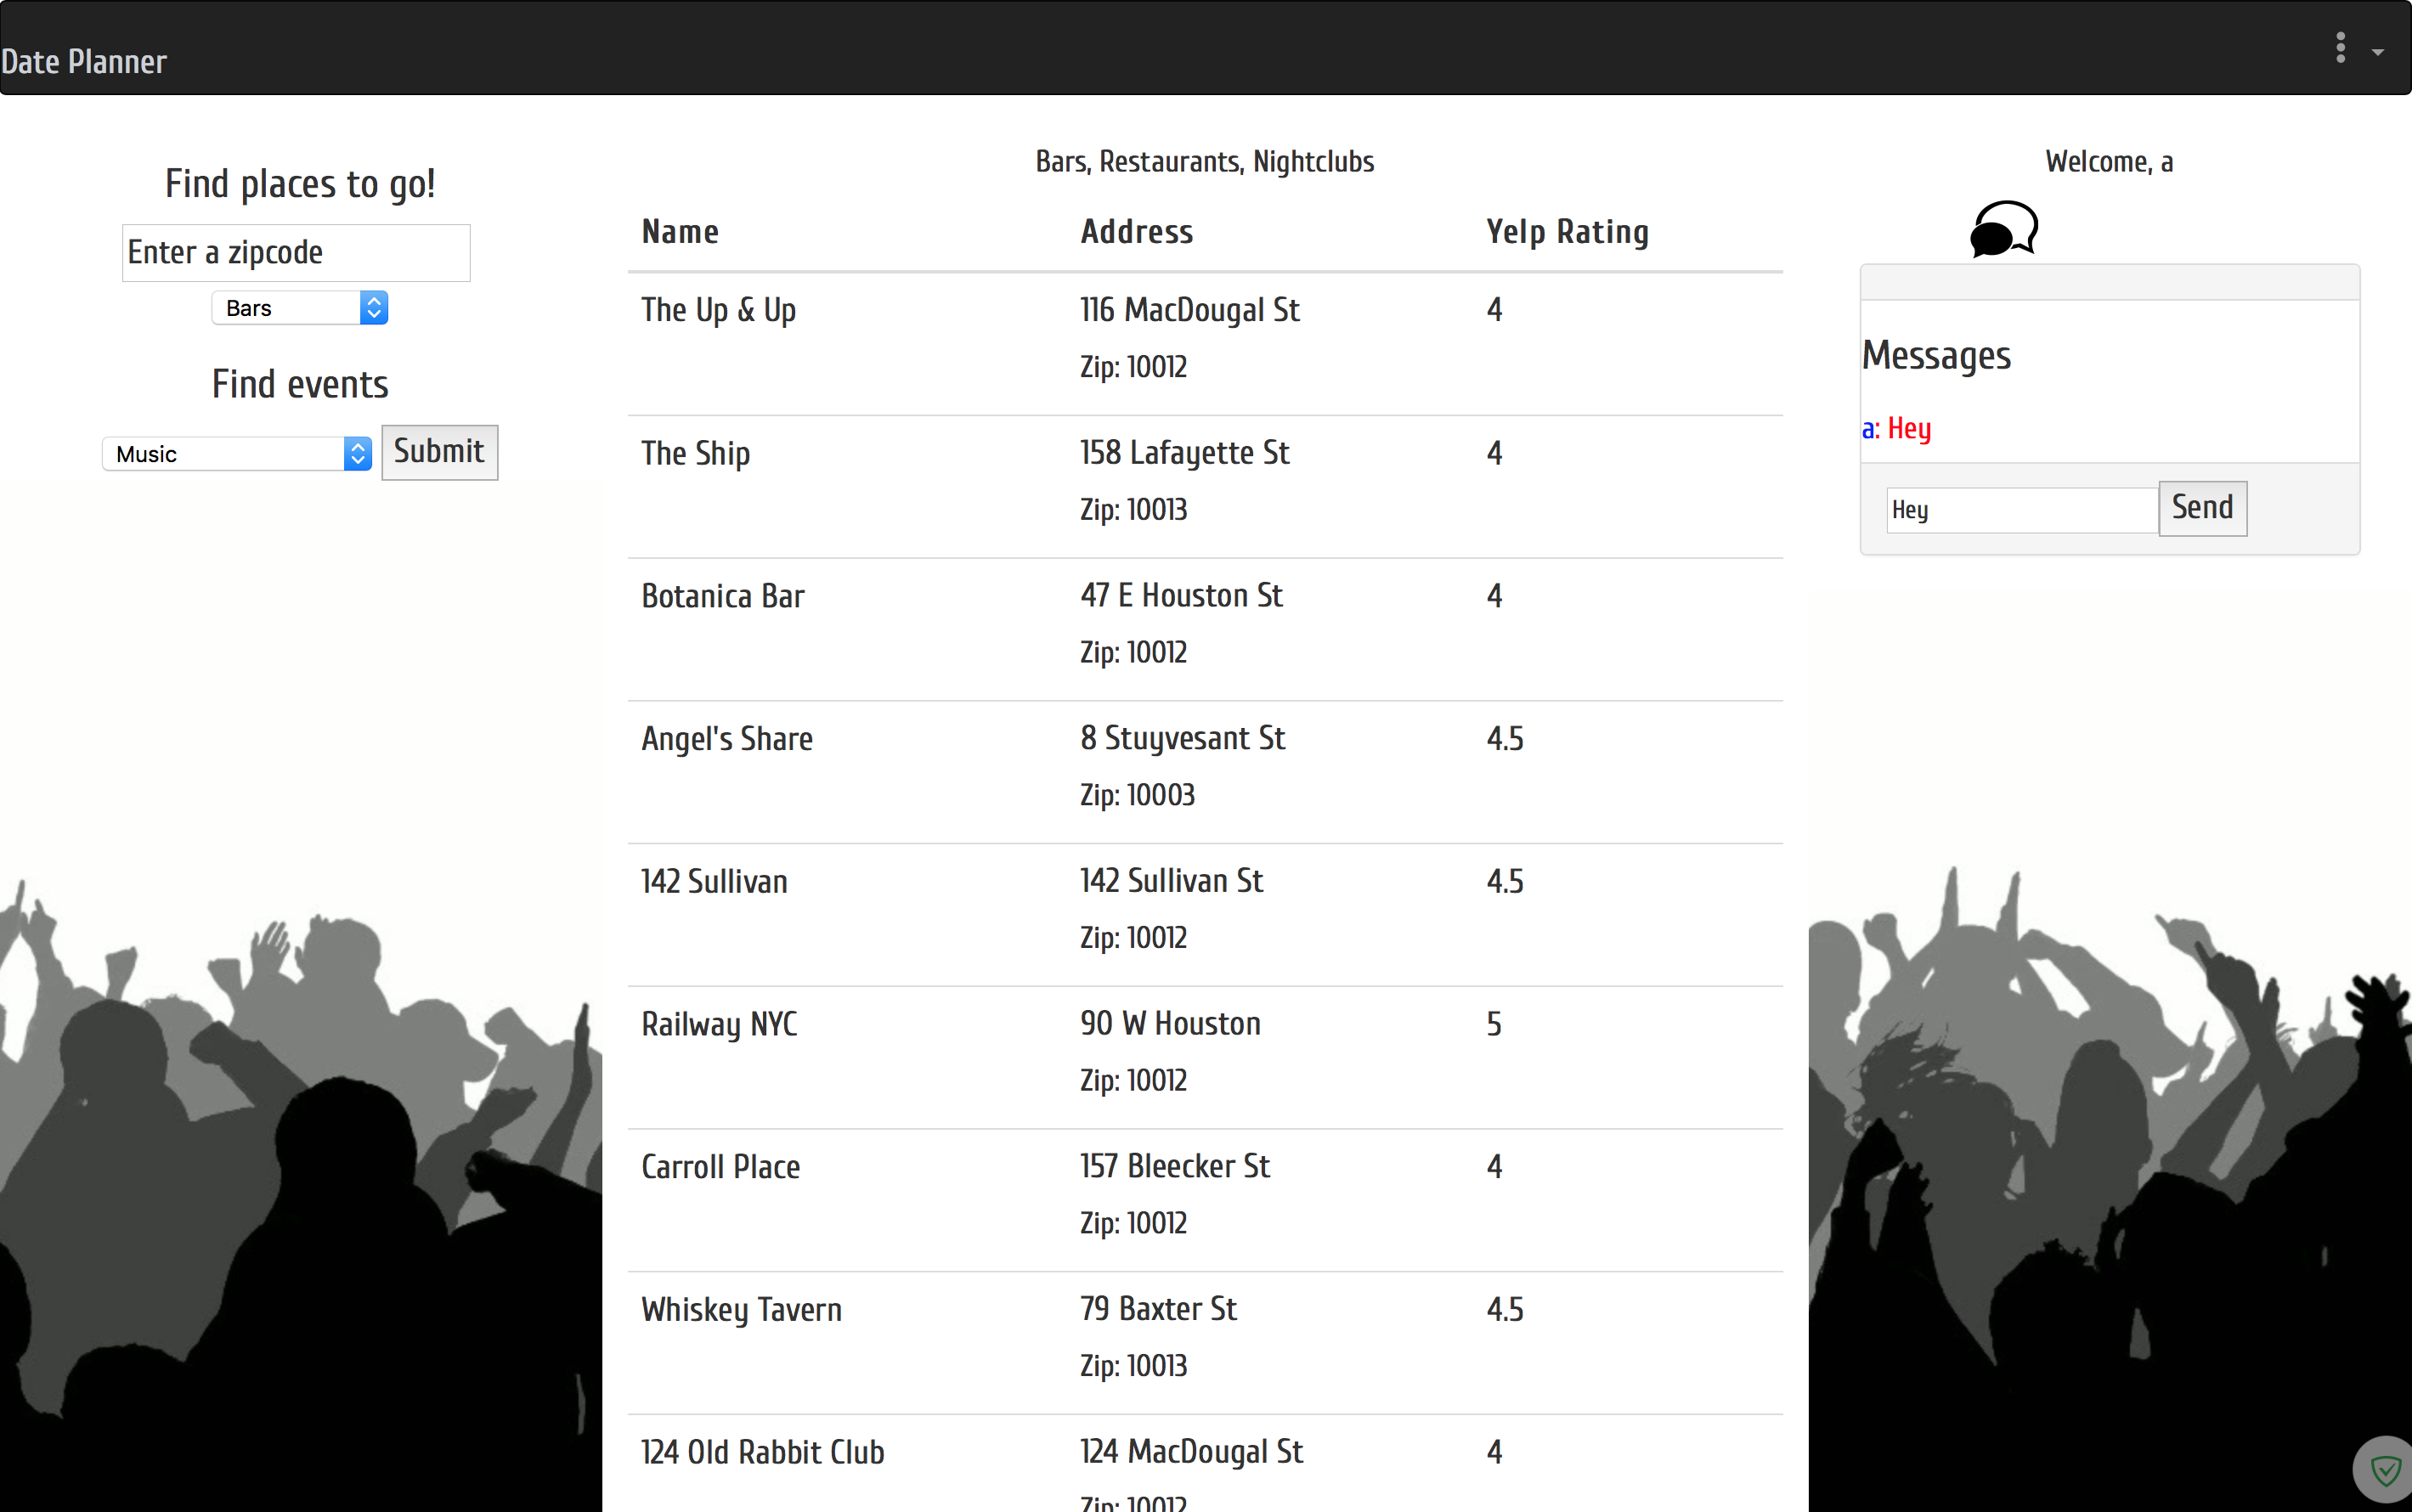 Date Planner
Find places to go!
Enter a zipcode
Bars
Find events
Music
Submit
Bars, Restaurants, Nightclubs
Name Address Yelp Rating
The Up & Up 116 MacDougal St 4
Zip: 10012
The Ship 158 Lafayette St 4
Zip: 10013
Botanica Bar 47 E Houston St 4
Zip: 10012
Angel's Share 8 Stuyvesant St 4.5
Zip: 10003
142 Sullivan 142 Sullivan St 4.5
Zip: 10012
Railway NYC 90 W Houston 5
Zip: 10012
Carroll Place 157 Bleecker St 4
Zip: 10012
Whiskey Tavern 79 Baxter St 4.5
Zip: 10013
124 Old Rabbit Club 124 MacDougal St 4
Zip: 10012
Welcome, a
Messages
a: Hey
Hey
Send